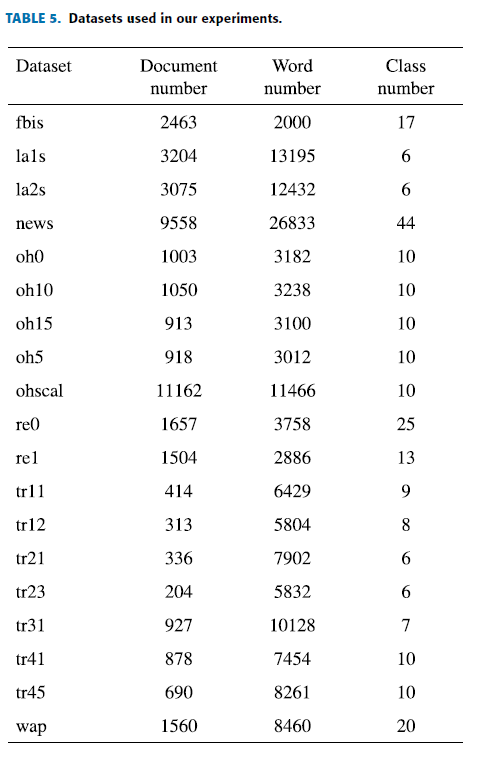 TABLE 5. Datasets used in our experiments.
Dataset Document number Word number Class number
fbis 2463 2000 17
la1s 3204 13195 6
la2s 3075 12432 6
news 9558 26833 44
oh0 1003 3182 10
oh10 1050 3238 10
oh15 913 3100 10
oh5 918 3012 10
ohscal 11162 11466 10
re0 1657 3758 25
re1 1504 2886 13
tr11 414 6429 9
tr12 313 5804 8
tr21 336 7902 6
tr23 204 5832 6
tr31 927 10128 7
tr41 878 7454 10
tr45 690 8261 10
wap 1560 8460 20